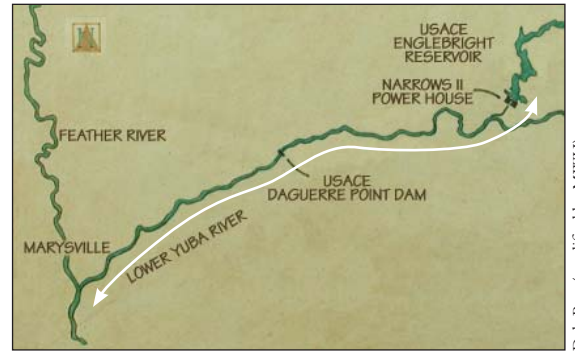 USACE
ENGLEBRIGHT
RESERVOIR
NARROWS II
POWER HOUSE
FEATHER RIVER
USACE
DAGUERRE POINT DAM
MARYSVILLE
LOWER YUBA RIVER